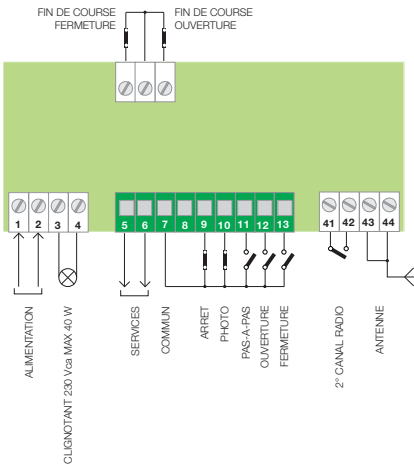 FIN DE COURSE
FERMETURE
FIN DE COURSE
OUVERTURE
1 2 3 4
5 6 7 8 9 10 11 12 13
41 42 43 44
ALIMENTATION
CLIGNOTANT 230 Vca MAX 40 W
SERVICES
COMMUN
ARRET
PHOTO
PAS-A-PAS
OUVERTURE
FERMETURE
2° CANAL RADIO
ANTENNE